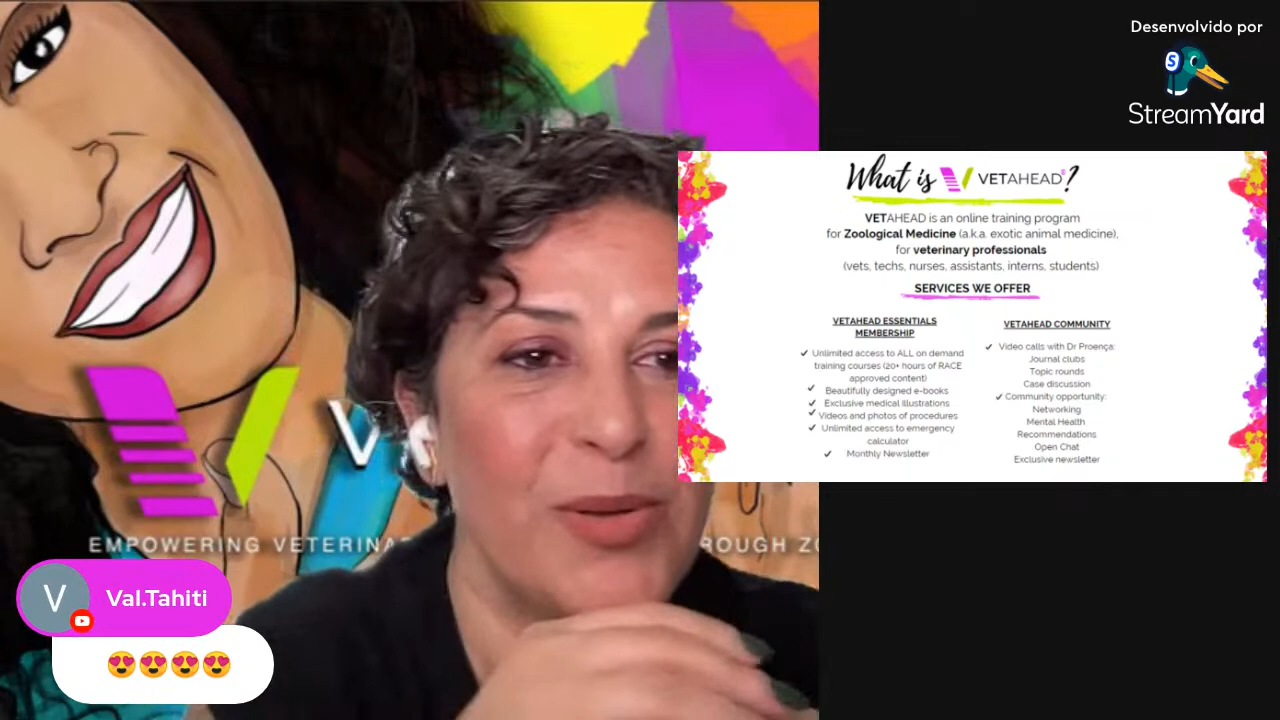 Desenvolvido por
StreamYard
What is VETAHEAD®?
VETAHEAD is an online training program
for Zoological Medicine (a.k.a. exotic animal medicine),
for veterinary professionals
(vets, techs, nurses, assistants, interns, students)
SERVICES WE OFFER
VETAHEAD ESSENTIALS
MEMBERSHIP
✓ Unlimited access to ALL on demand
training courses (20+ hours of RACE
approved content)
✓ Beautifully designed e-books
✓ Exclusive medical illustrations
✓ Videos and photos of procedures
✓ Unlimited access to emergency
calculator
✓ Monthly Newsletter
VETAHEAD COMMUNITY
✓ Video calls with Dr Proença:
Journal clubs
Topic rounds
Case discussion
✓ Community opportunity:
Networking
Mental Health
Recommendations
Open Chat
Exclusive newsletter
V
EMPOWERING VETERINA
ROUGH ZO
V
Val.Tahiti
😍😍😍😍